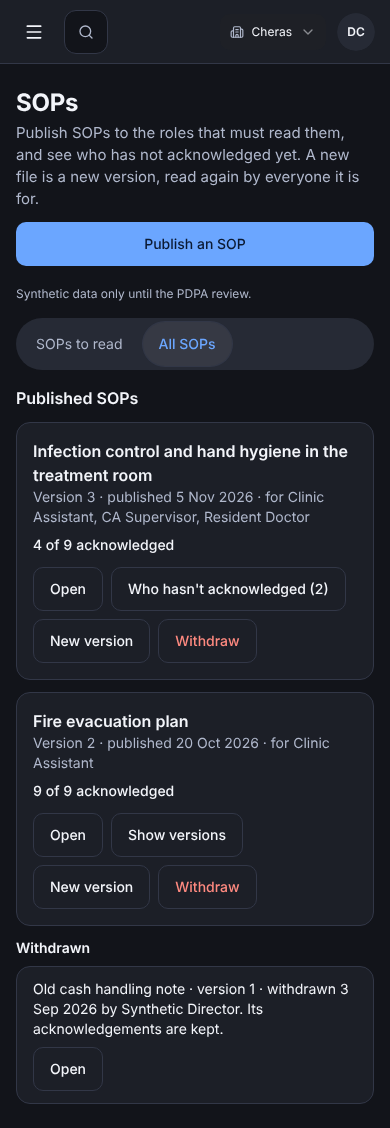 Cheras
DC
SOPs
Publish SOPs to the roles that must read them,
and see who has not acknowledged yet. A new
file is a new version, read again by everyone it is
for.
Publish an SOP
Synthetic data only until the PDPA review.
SOPs to read
All SOPs
Published SOPs
Infection control and hand hygiene in the
treatment room
Version 3 · published 5 Nov 2026 · for Clinic
Assistant, CA Supervisor, Resident Doctor
4 of 9 acknowledged
Open
Who hasn't acknowledged (2)
New version
Withdraw
Fire evacuation plan
Version 2 · published 20 Oct 2026 · for Clinic
Assistant
9 of 9 acknowledged
Open
Show versions
New version
Withdraw
Withdrawn
Old cash handling note · version 1 · withdrawn 3
Sep 2026 by Synthetic Director. Its
acknowledgements are kept.
Open